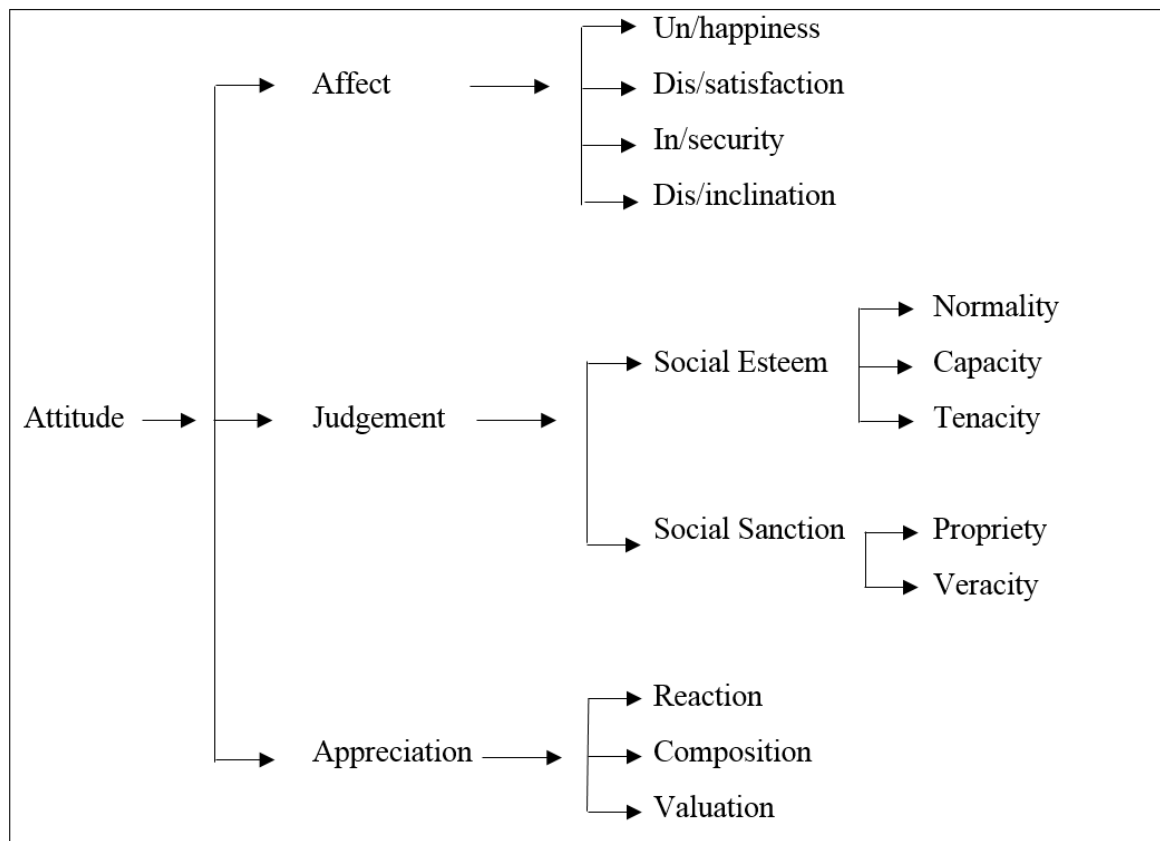 Un/happiness
Affect
Dis/satisfaction
In/security
Dis/inclination
Normality
Social Esteem
Capacity
Attitude
Judgement
Tenacity
Social Sanction
Propriety
Veracity
Reaction
Appreciation
Composition
Valuation